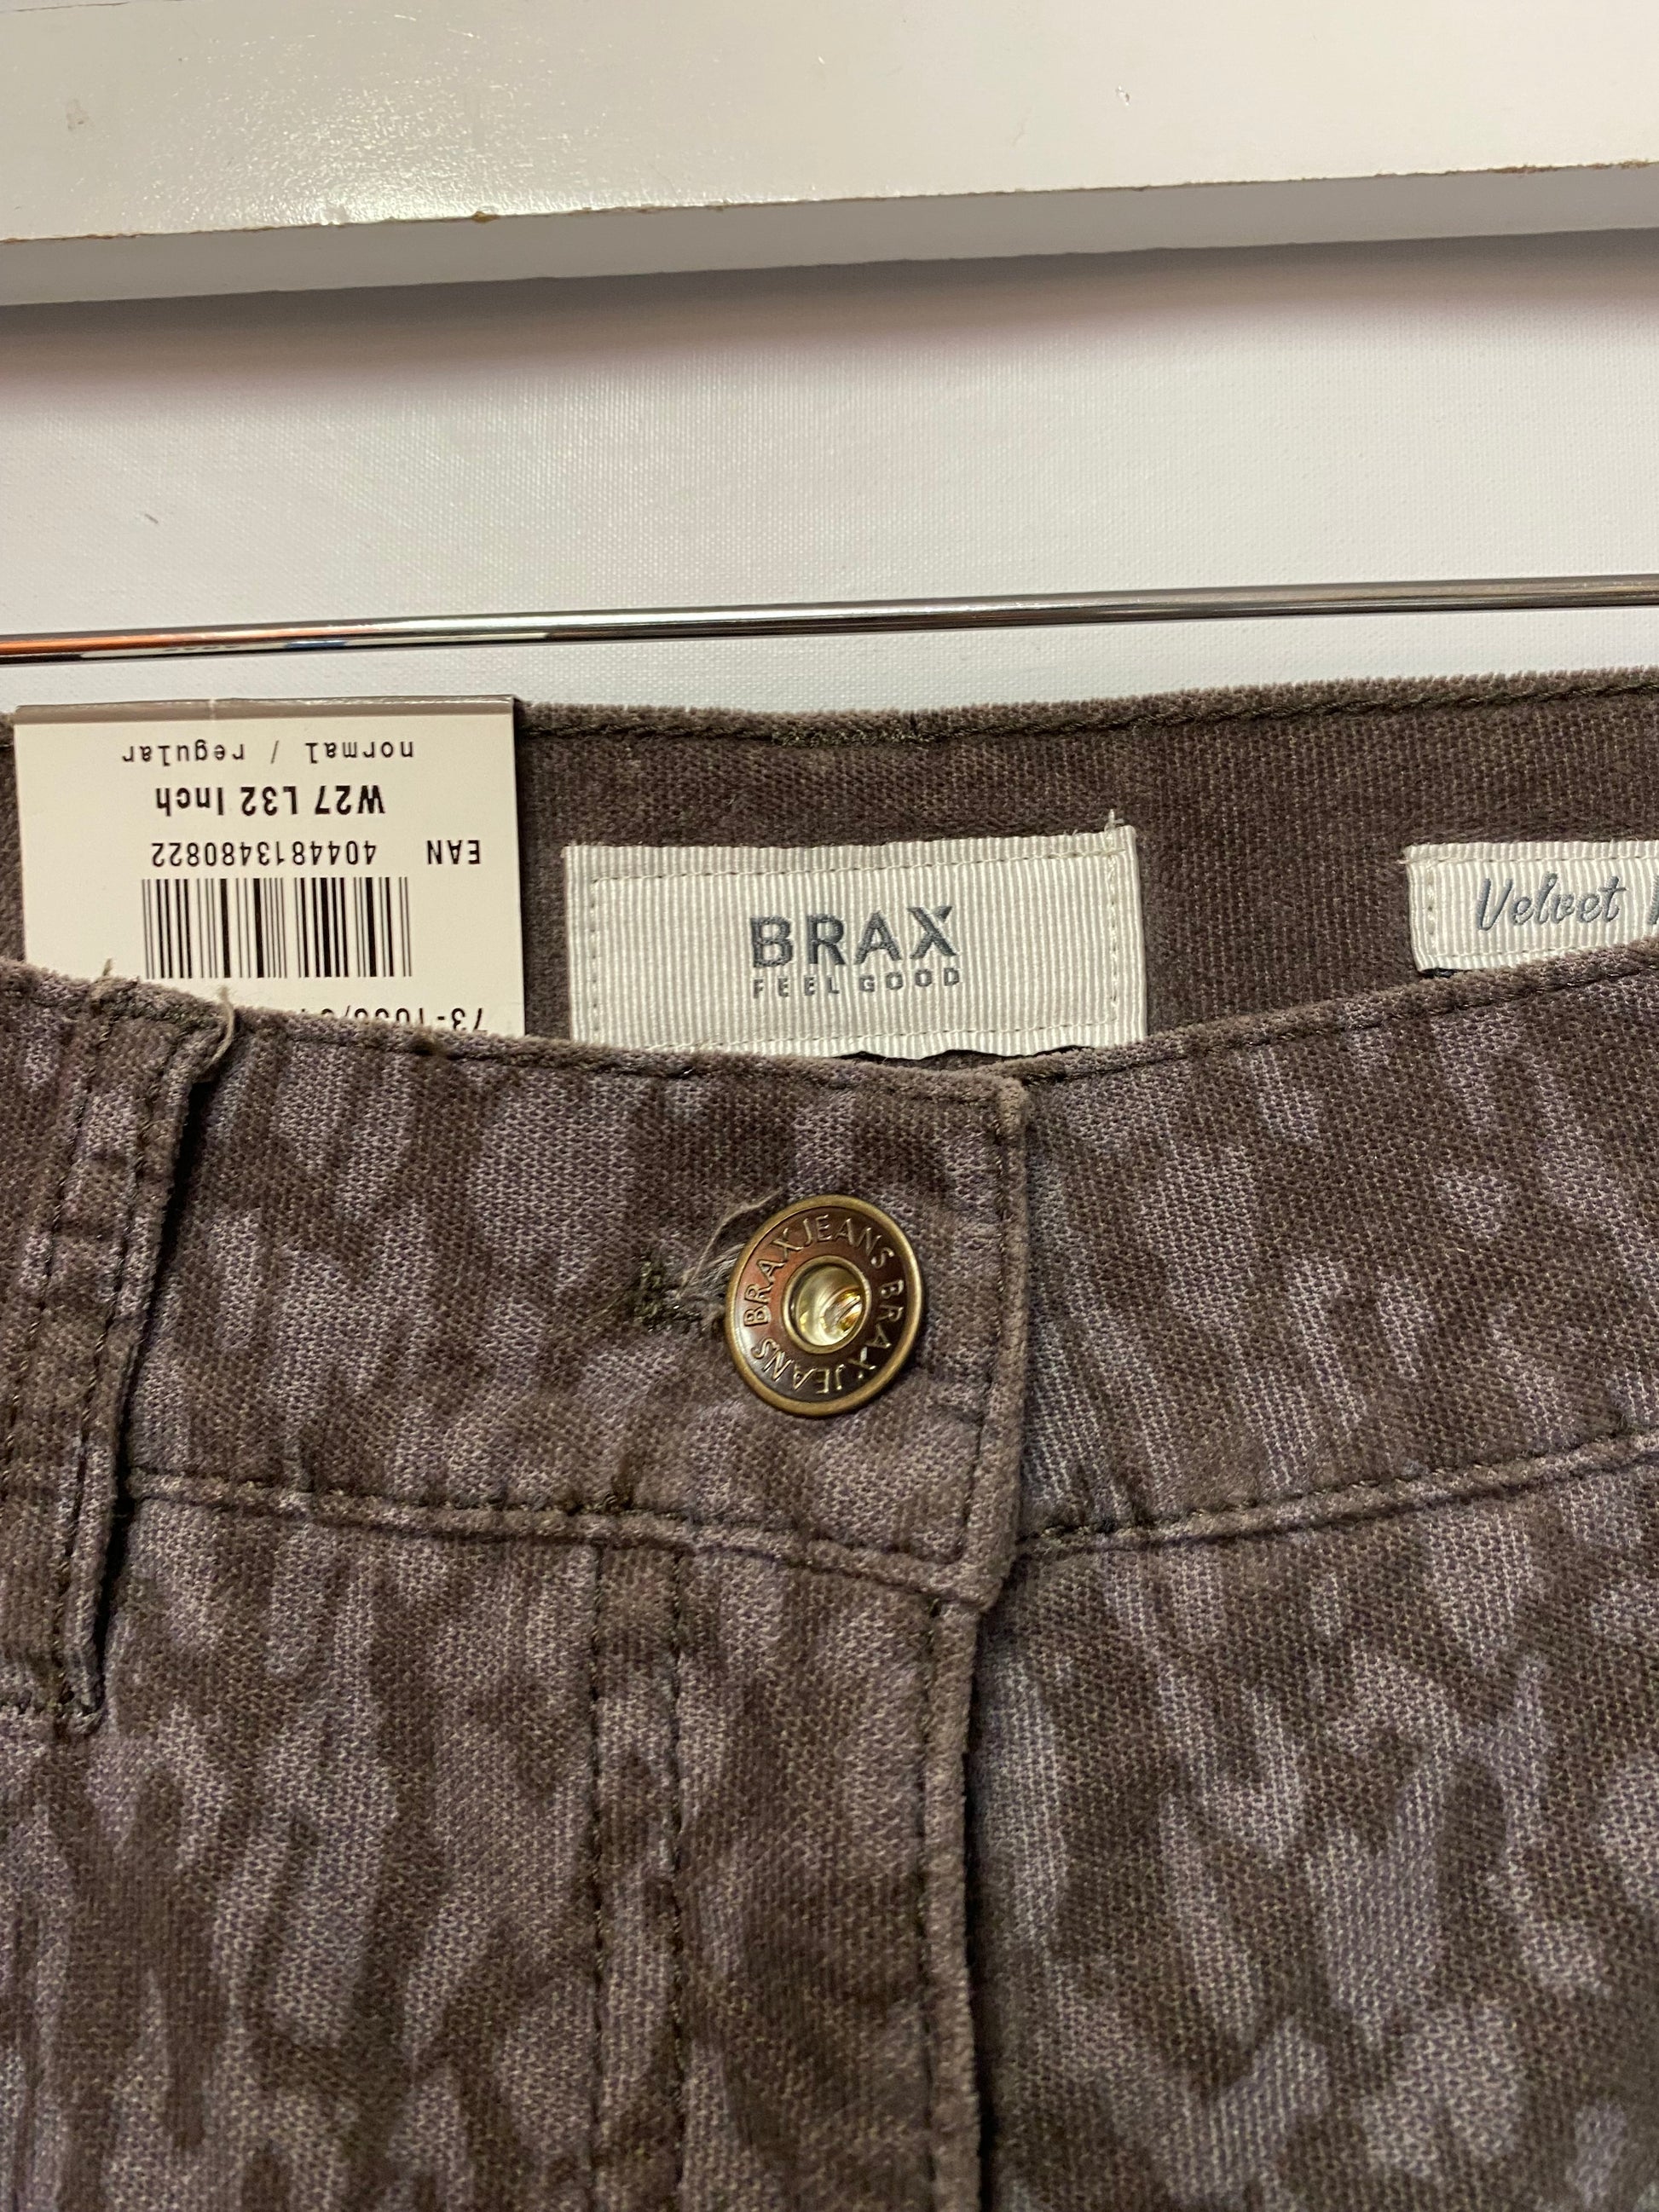 normal / regular
W27 L32 Inch
EAN 4044813480822
BRAX
FEEL GOOD
Velvet
BRAXJEANS BRAXJEANS